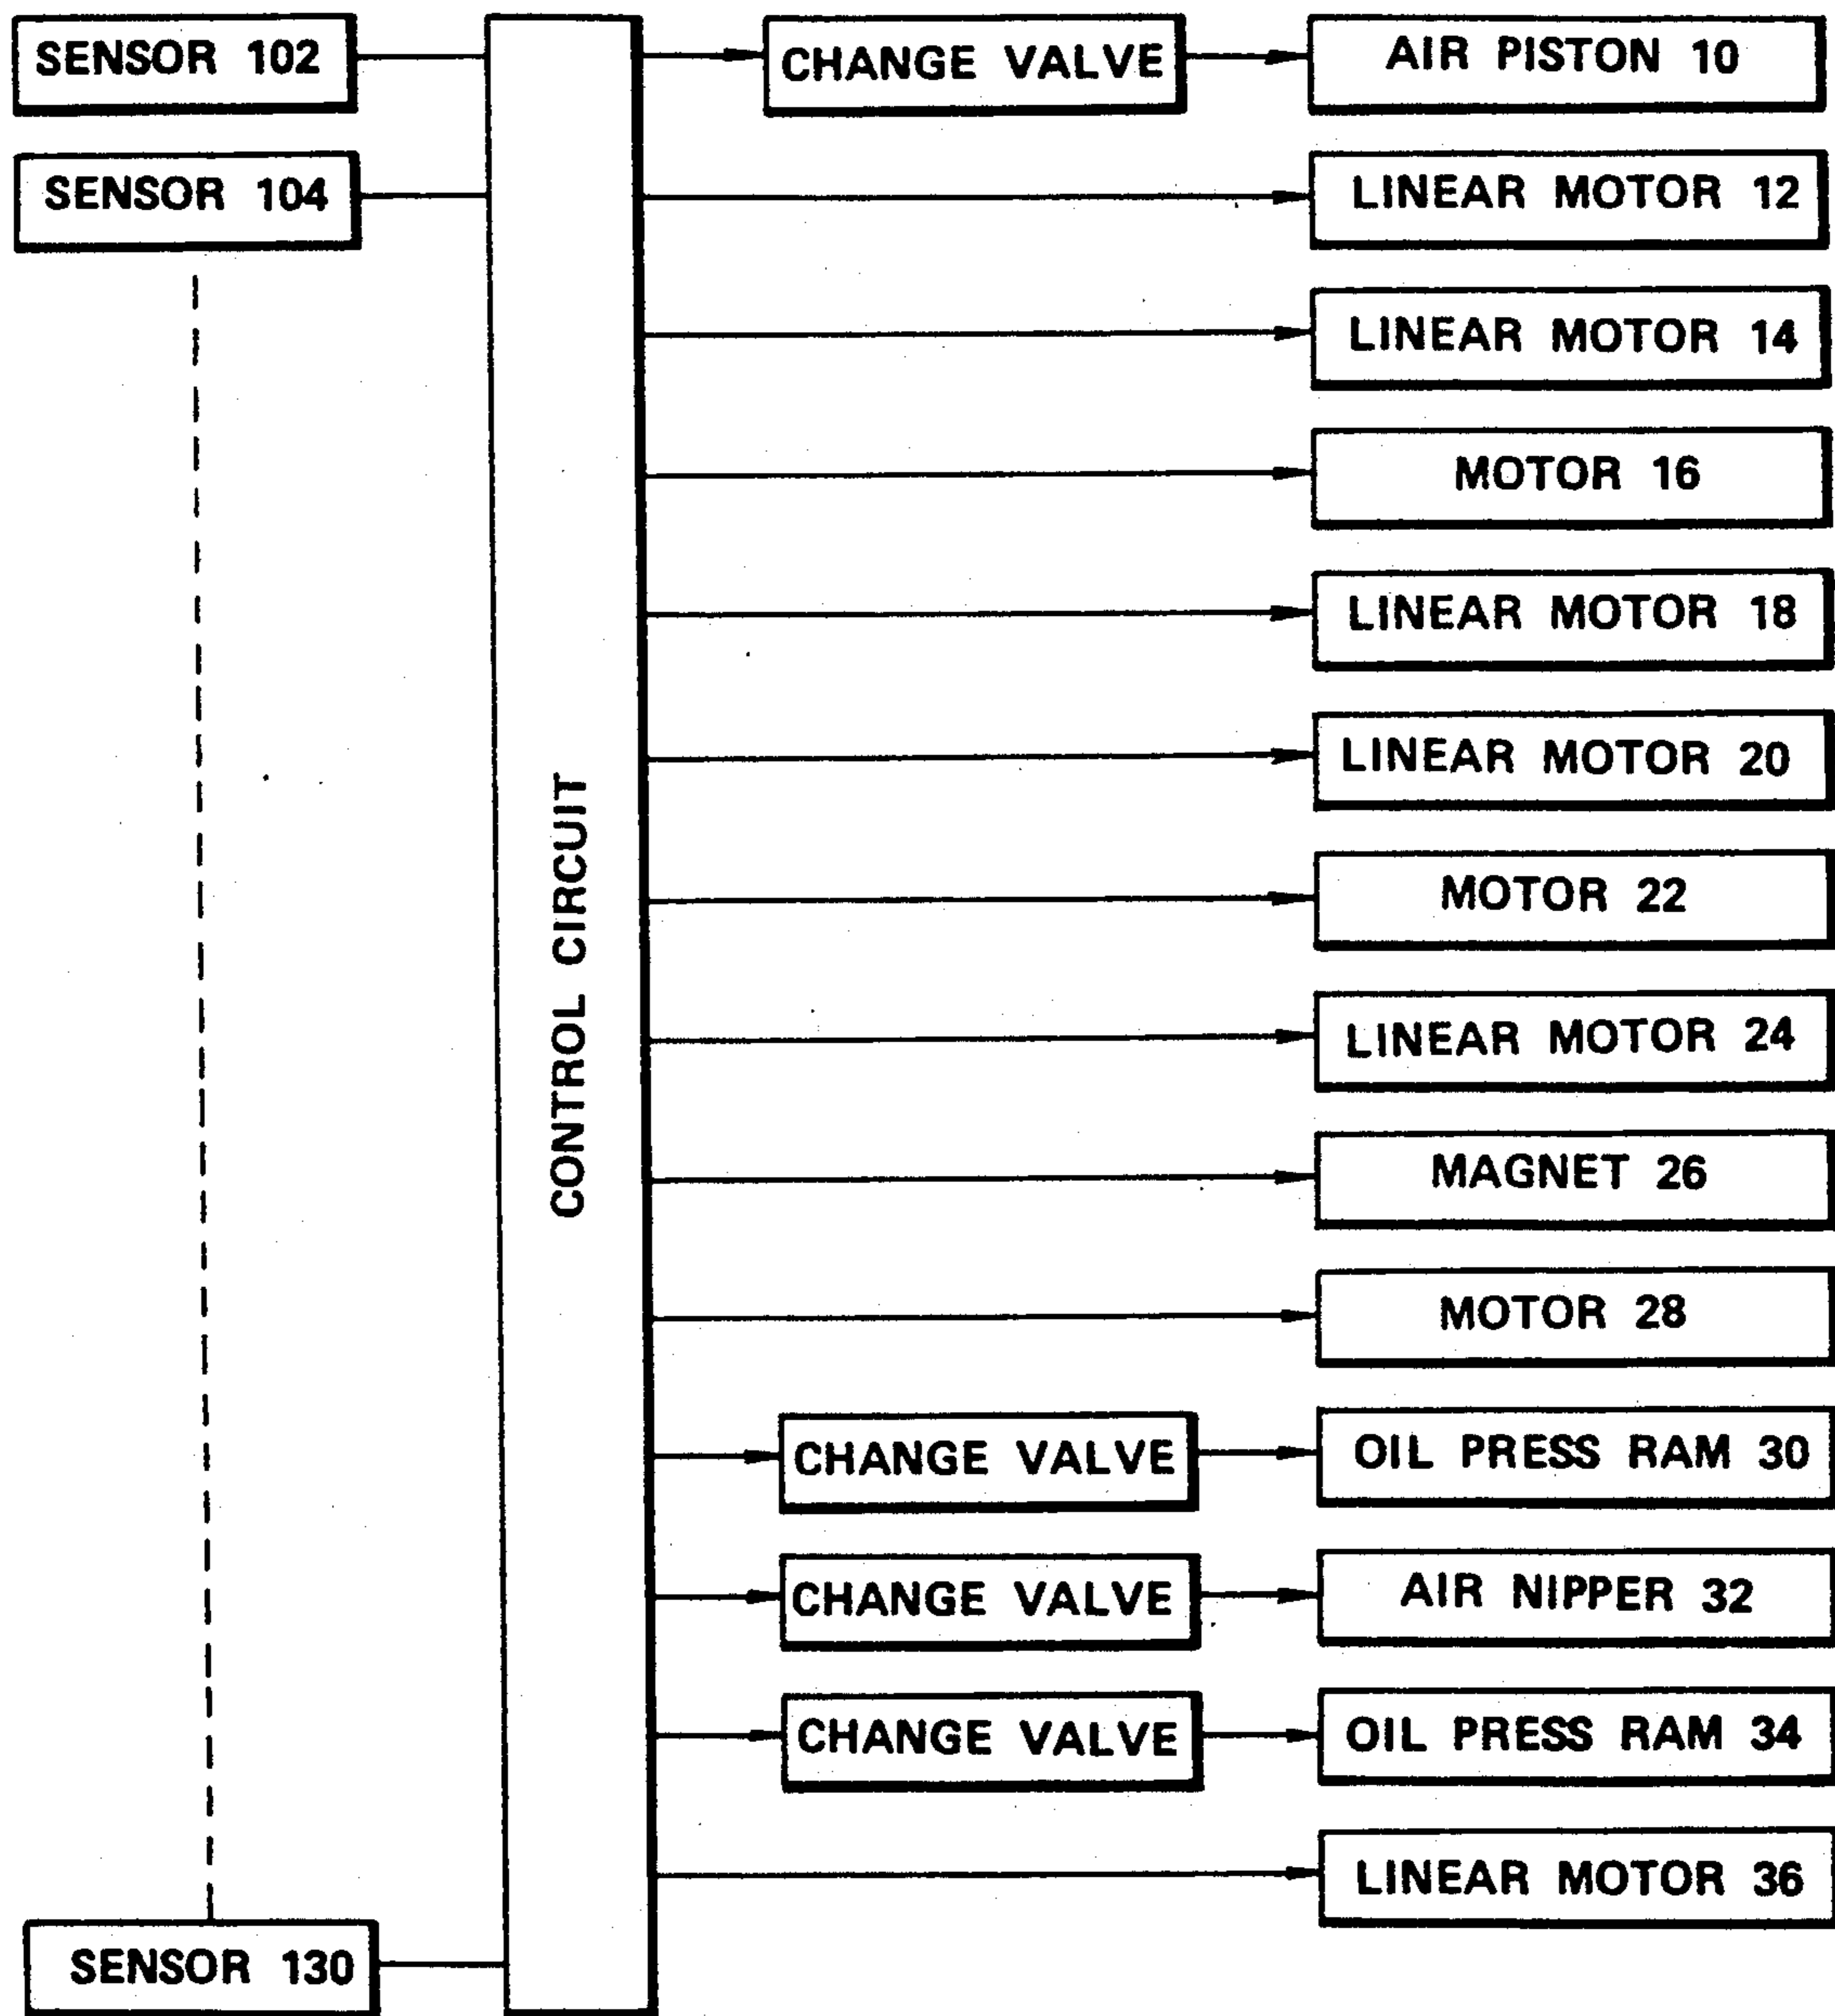 SENSOR 102
CHANGE VALVE
AIR PISTON 10
SENSOR 104
LINEAR MOTOR 12
LINEAR MOTOR 14
MOTOR 16
LINEAR MOTOR 18
LINEAR MOTOR 20
CONTROL CIRCUIT
MOTOR 22
LINEAR MOTOR 24
MAGNET 26
MOTOR 28
CHANGE VALVE
OIL PRESS RAM 30
CHANGE VALVE
AIR NIPPER 32
CHANGE VALVE
OIL PRESS RAM 34
LINEAR MOTOR 36
SENSOR 130